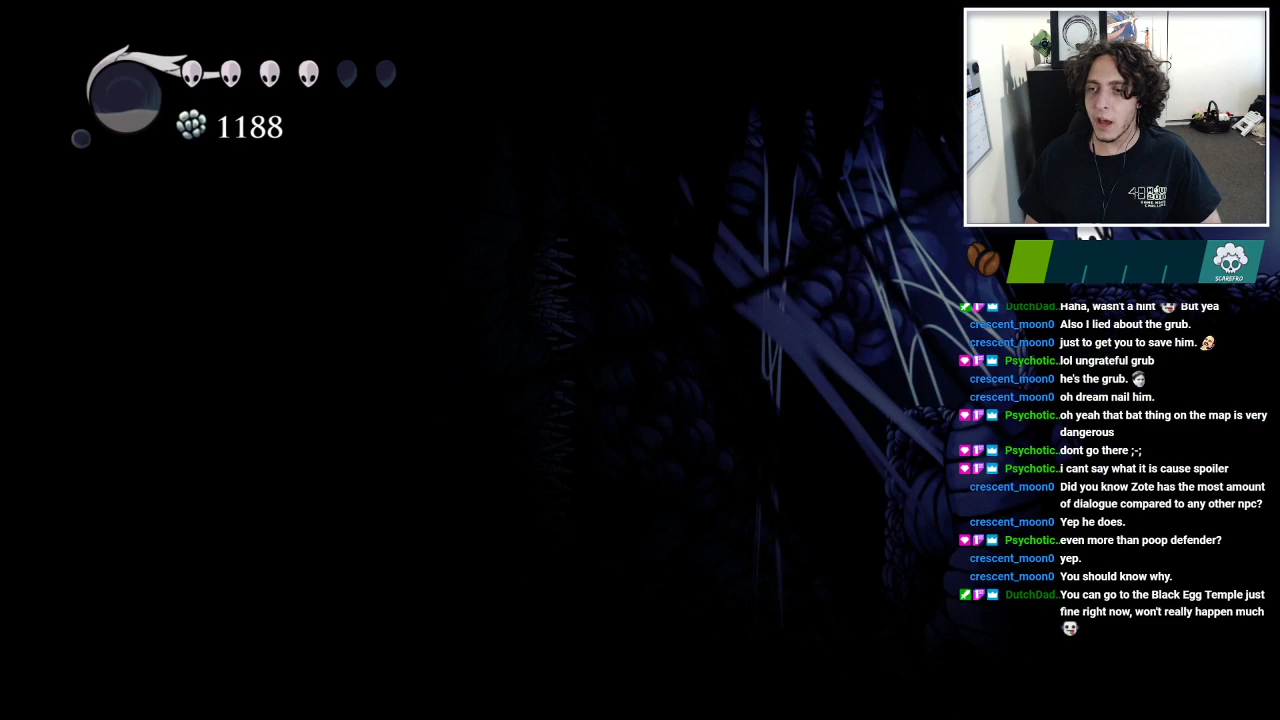 1188
SCAREFRO
DutchDad.. Haha, wasn't a hint But yea
crescent_moon0 Also I lied about the grub.
crescent_moon0 just to get you to save him.
Psychotic.. lol ungrateful grub
crescent_moon0 he's the grub.
crescent_moon0 oh dream nail him.
Psychotic.. oh yeah that bat thing on the map is very
dangerous
Psychotic.. dont go there ;-;
Psychotic.. i cant say what it is cause spoiler
crescent_moon0 Did you know Zote has the most amount
of dialogue compared to any other npc?
crescent_moon0 Yep he does.
Psychotic.. even more than poop defender?
crescent_moon0 yep.
crescent_moon0 You should know why.
DutchDad.. You can go to the Black Egg Temple just
fine right now, won't really happen much